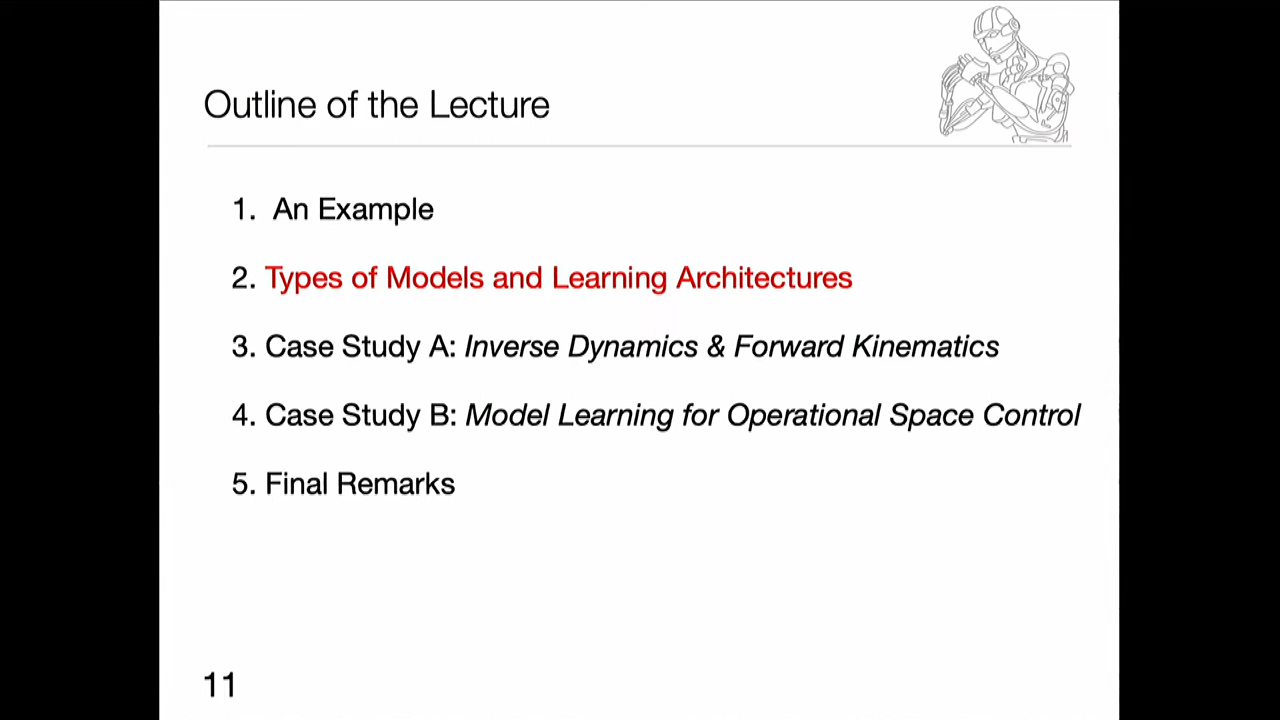 Outline of the Lecture
1. An Example
2. Types of Models and Learning Architectures
3. Case Study A: Inverse Dynamics & Forward Kinematics
4. Case Study B: Model Learning for Operational Space Control
5. Final Remarks
11